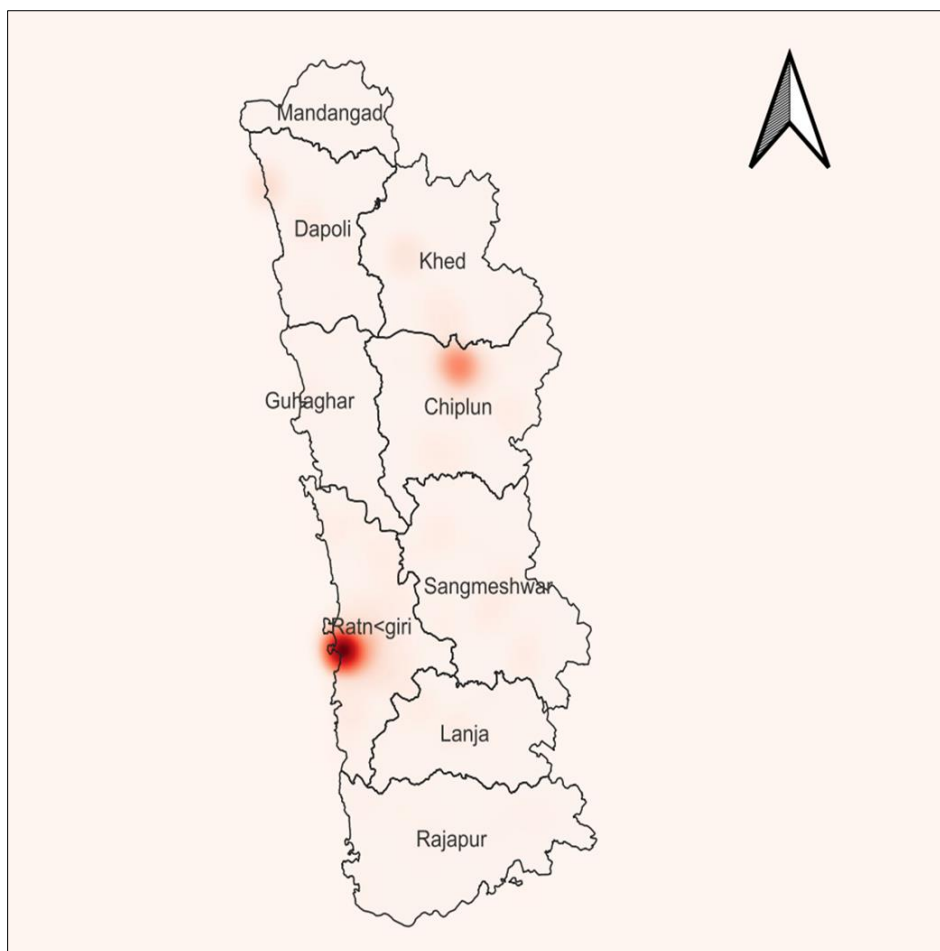 Mandangad
Dapoli
Khed
Guhaghar
Chiplun
Sangmeshwar
Ratn<giri
Lanja
Rajapur